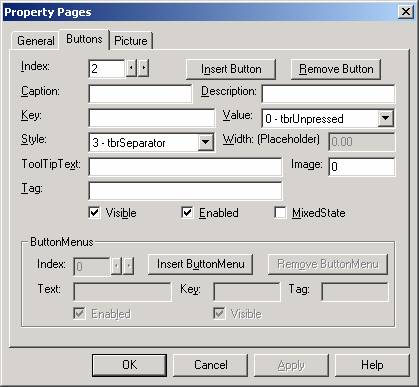 Property Pages
General Buttons Picture
Index: 2 Insert Button Remove Button
Caption: Description:
Key: Value: 0 - tbrUnpressed
Style: 3 - tbrSeparator Width: (Placeholder) 0.00
ToolTipText: Image: 0
Tag:
Visible Enabled MixedState
ButtonMenus
Index: 0 Insert ButtonMenu Remove ButtonMenu
Text: Key: Tag:
Enabled Visible
OK Cancel Apply Help